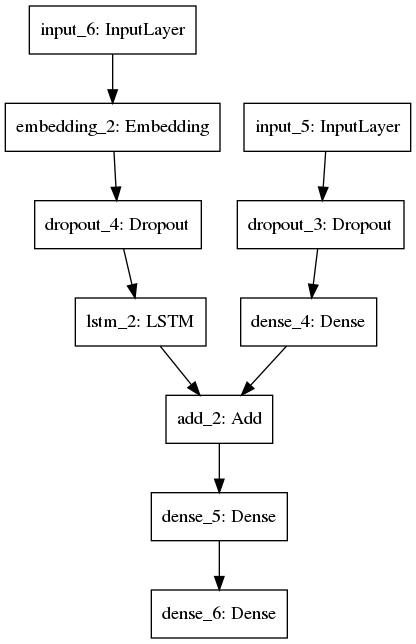 input_6: InputLayer
embedding_2: Embedding
input_5: InputLayer
dropout_4: Dropout
dropout_3: Dropout
lstm_2: LSTM
dense_4: Dense
add_2: Add
dense_5: Dense
dense_6: Dense